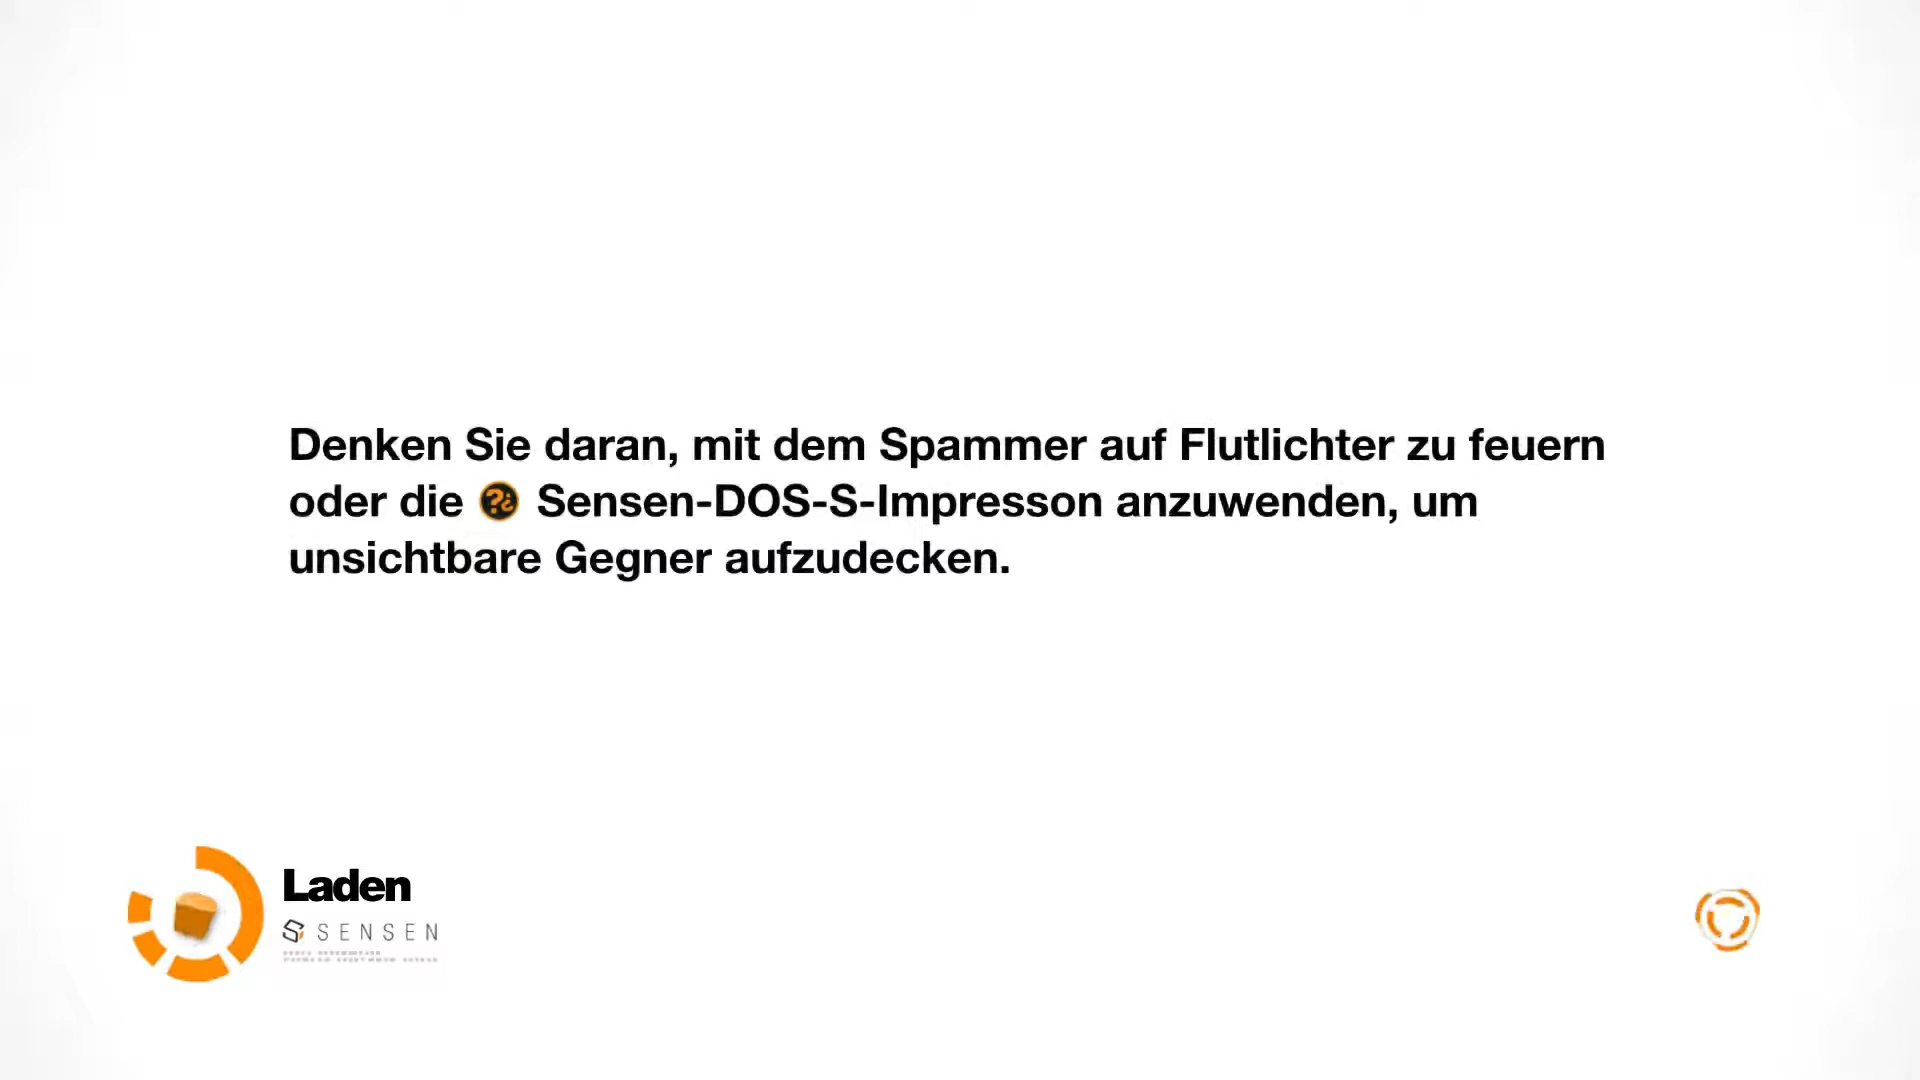 Denken Sie daran, mit dem Spammer auf Flutlichter zu feuern
oder die Sensen-DOS-S-Impresson anzuwenden, um
unsichtbare Gegner aufzudecken.
Laden
SENSEN